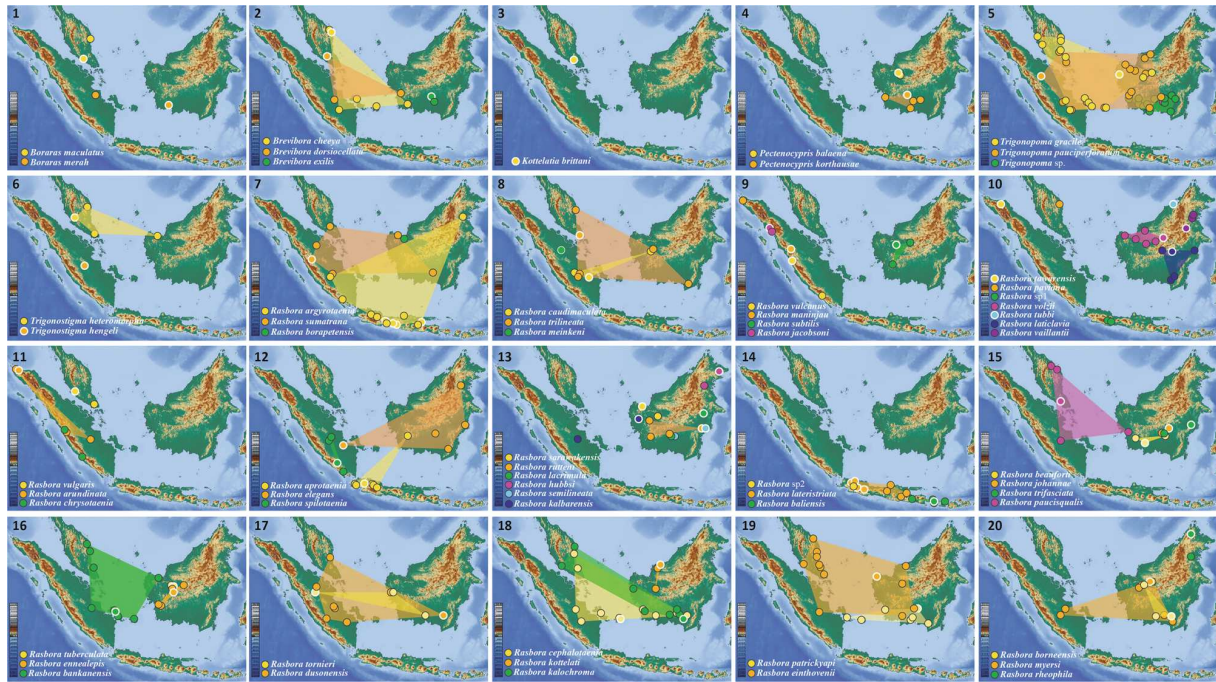 1
Boraras maculatus
Boraras merah
2
Brevibora cheeya
Brevibora dorsiocellata
Brevibora exilis
3
Kottelatia brittani
4
Pectenocypris balaena
Pectenocypris korthausae
5
Trigonopoma gracile
Trigonopoma pauciperforatum
Trigonopoma sp.
6
Trigonostigma heteromorpha
Trigonostigma hengeli
7
Rasbora argyrotaenia
Rasbora sumatrana
Rasbora borapetensis
8
Rasbora caudimaculata
Rasbora trilineata
Rasbora meinkeni
9
Rasbora vulcanus
Rasbora maninjau
Rasbora subtilis
Rasbora jacobsoni
10
Rasbora tawarensis
Rasbora paviana
Rasbora sp1
Rasbora volzii
Rasbora tubbi
Rasbora laticlavia
Rasbora vaillantii
11
Rasbora vulgaris
Rasbora arundinata
Rasbora chrysotaenia
12
Rasbora aprotaenia
Rasbora elegans
Rasbora spilotaenia
13
Rasbora sarawakensis
Rasbora rutteni
Rasbora lacrimula
Rasbora hubbsi
Rasbora semilineata
Rasbora kalbarensis
14
Rasbora sp2
Rasbora lateristriata
Rasbora baliensis
15
Rasbora beauforti
Rasbora johannae
Rasbora trifasciata
Rasbora paucisqualis
16
Rasbora tuberculata
Rasbora ennealepis
Rasbora bankanensis
17
Rasbora tornieri
Rasbora dusonensis
18
Rasbora cephalotaenia
Rasbora kottelati
Rasbora kalochroma
19
Rasbora patrickyapi
Rasbora einthovenii
20
Rasbora borneensis
Rasbora myersi
Rasbora rheophila